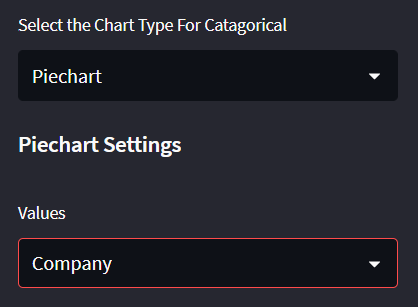 Select the Chart Type For Catagorical
Piechart
Piechart Settings
Values
Company